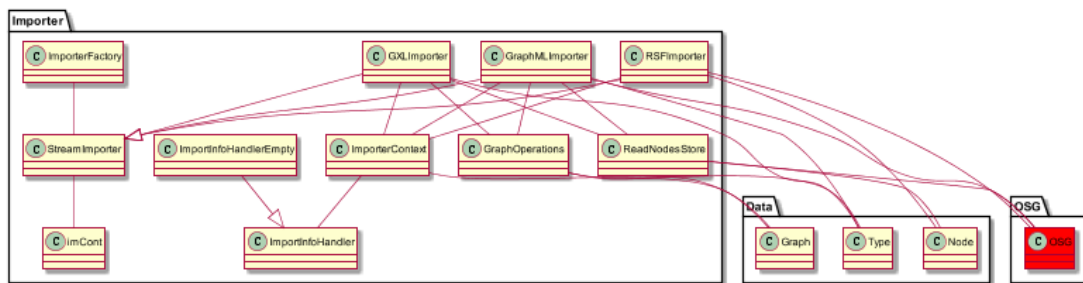 Importer
C ImporterFactory
C GXLImporter
C GraphMLImporter
C RSFImporter
C StreamImporter
C ImportInfoHandlerEmpty
C ImporterContext
C GraphOperations
C ReadNodesStore
C imCont
C ImportInfoHandler
Data
C Graph
C Type
C Node
OSG
C OSG